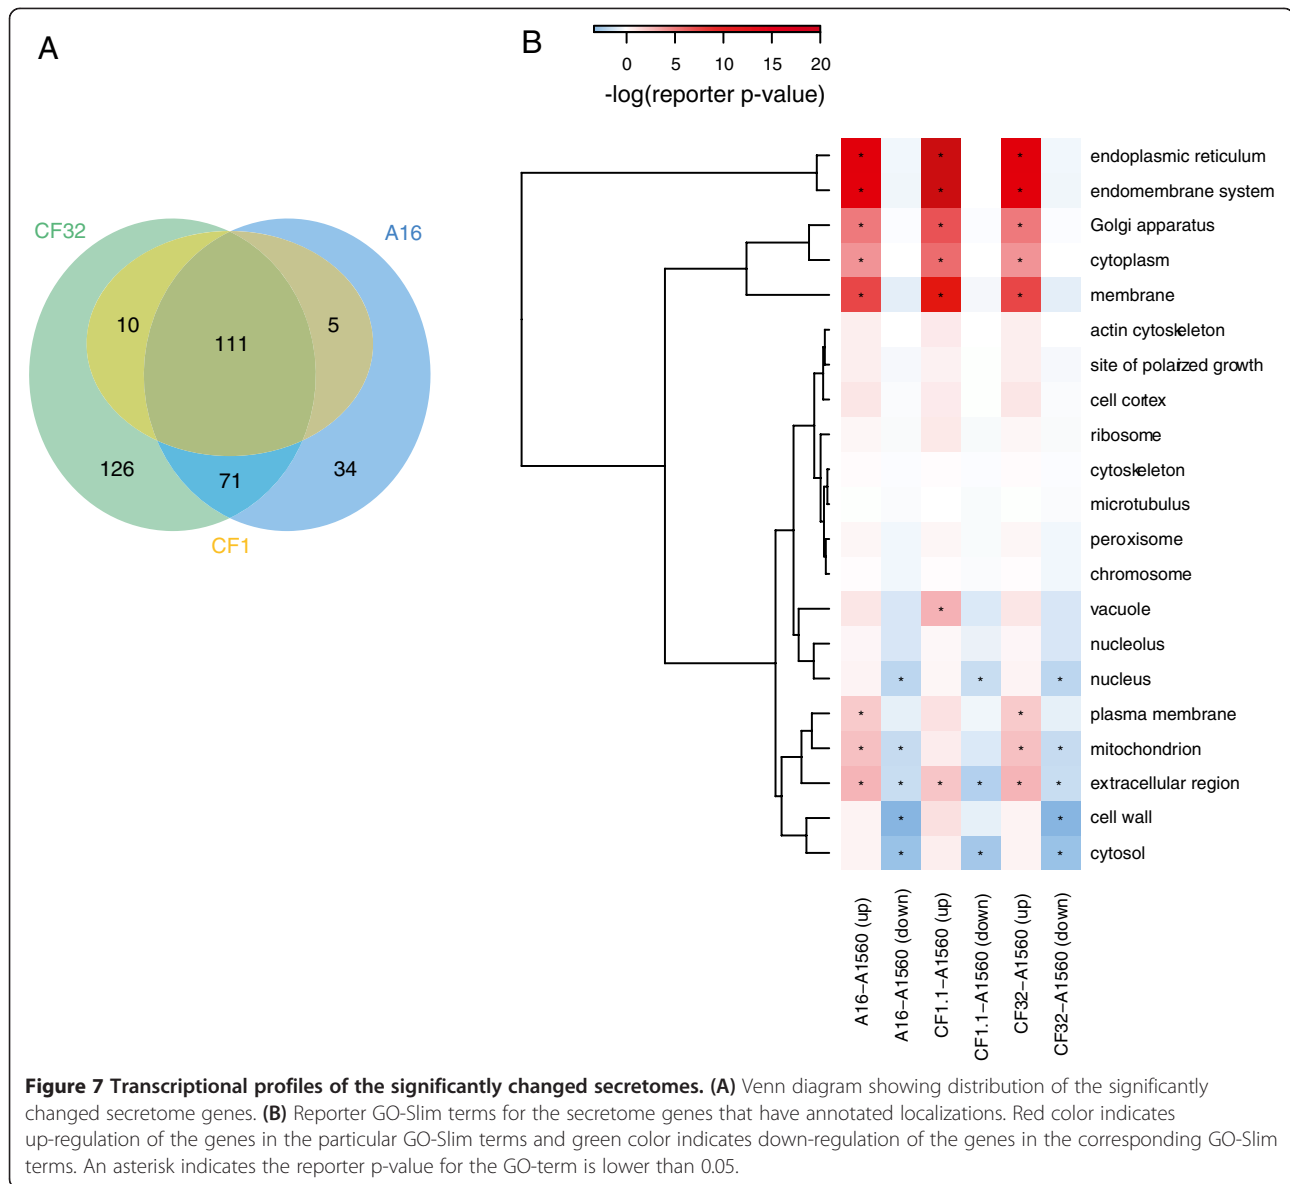 A
B
0 5 10 15 20
-log(reporter p-value)
CF32
A16
10
111
5
126
71
34
CF1
* * * endoplasmic reticulum
* * * endomembrane system
* * * Golgi apparatus
* * * cytoplasm
* * * membrane
actin cytoskeleton
site of polarized growth
cell cortex
ribosome
cytoskeleton
microtubulus
peroxisome
chromosome
* vacuole
nucleolus
* * * nucleus
* * plasma membrane
* * * * mitochondrion
* * * * * * extracellular region
* * cell wall
* * * cytosol
A16−A1560 (up)
A16−A1560 (down)
CF1.1−A1560 (up)
CF1.1−A1560 (down)
CF32−A1560 (up)
CF32−A1560 (down)
Figure 7 Transcriptional profiles of the significantly changed secretomes. (A) Venn diagram showing distribution of the significantly
changed secretome genes. (B) Reporter GO-Slim terms for the secretome genes that have annotated localizations. Red color indicates
up-regulation of the genes in the particular GO-Slim terms and green color indicates down-regulation of the genes in the corresponding GO-Slim
terms. An asterisk indicates the reporter p-value for the GO-term is lower than 0.05.